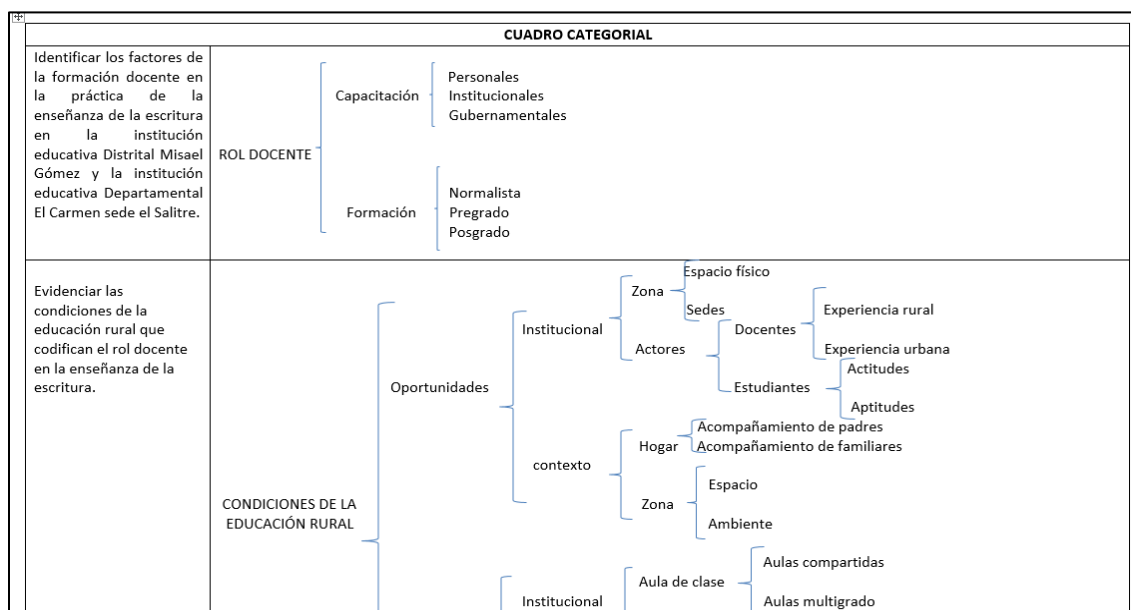 CUADRO CATEGORIAL
Identificar los factores de
la formación docente en
la práctica de la
enseñanza de la escritura
en la institución
educativa Distrital Misael
Gómez y la institución
educativa Departamental
El Carmen sede el Salitre.
ROL DOCENTE
Capacitación
Personales
Institucionales
Gubernamentales
Formación
Normalista
Pregrado
Posgrado
Evidenciar las
condiciones de la
educación rural que
codifican el rol docente
en la enseñanza de la
escritura.
CONDICIONES DE LA
EDUCACIÓN RURAL
Oportunidades
Institucional
Zona
Espacio físico
Sedes
Actores
Docentes
Experiencia rural
Experiencia urbana
Estudiantes
Actitudes
Aptitudes
contexto
Hogar
Acompañamiento de padres
Acompañamiento de familiares
Zona
Espacio
Ambiente
Institucional
Aula de clase
Aulas compartidas
Aulas multigrado